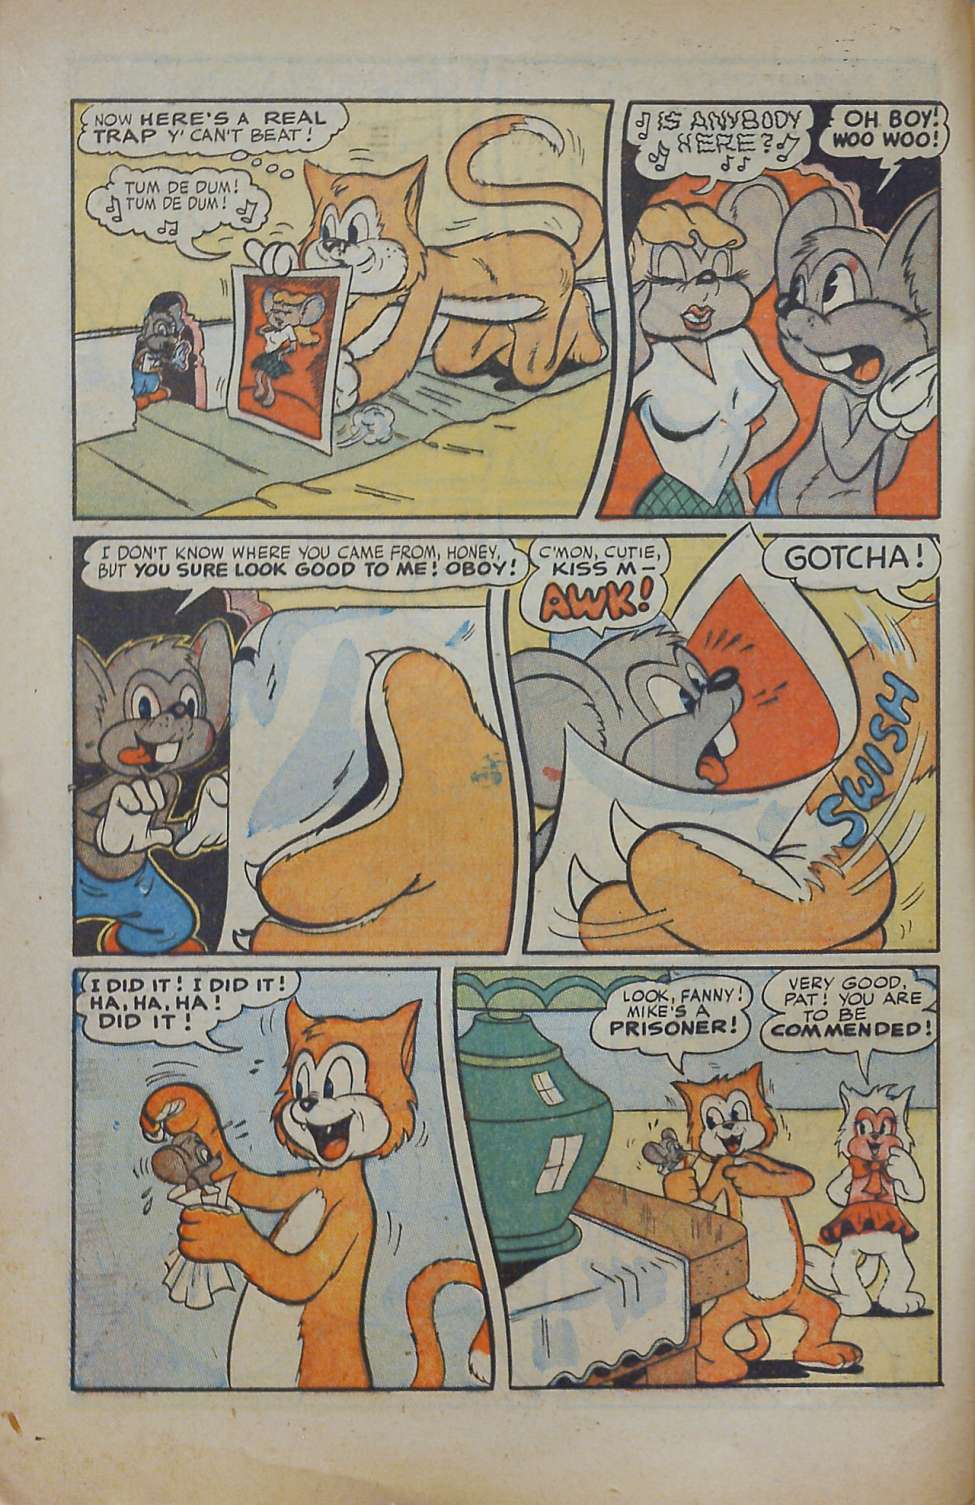 NOW HERE'S A REAL
TRAP Y' CAN'T BEAT!
TUM DE DUM!
TUM DE DUM!
IS ANYBODY
HERE?
OH BOY!
WOO WOO!
I DON'T KNOW WHERE YOU CAME FROM, HONEY,
BUT YOU SURE LOOK GOOD TO ME! OBOY!
C'MON, CUTIE,
KISS M–
AWK!
GOTCHA!
SWISH
I DID IT! I DID IT!
HA, HA, HA! I
DID IT!
LOOK, FANNY!
MIKE'S A
PRISONER!
VERY GOOD,
PAT! YOU ARE
TO BE
COMMENDED!